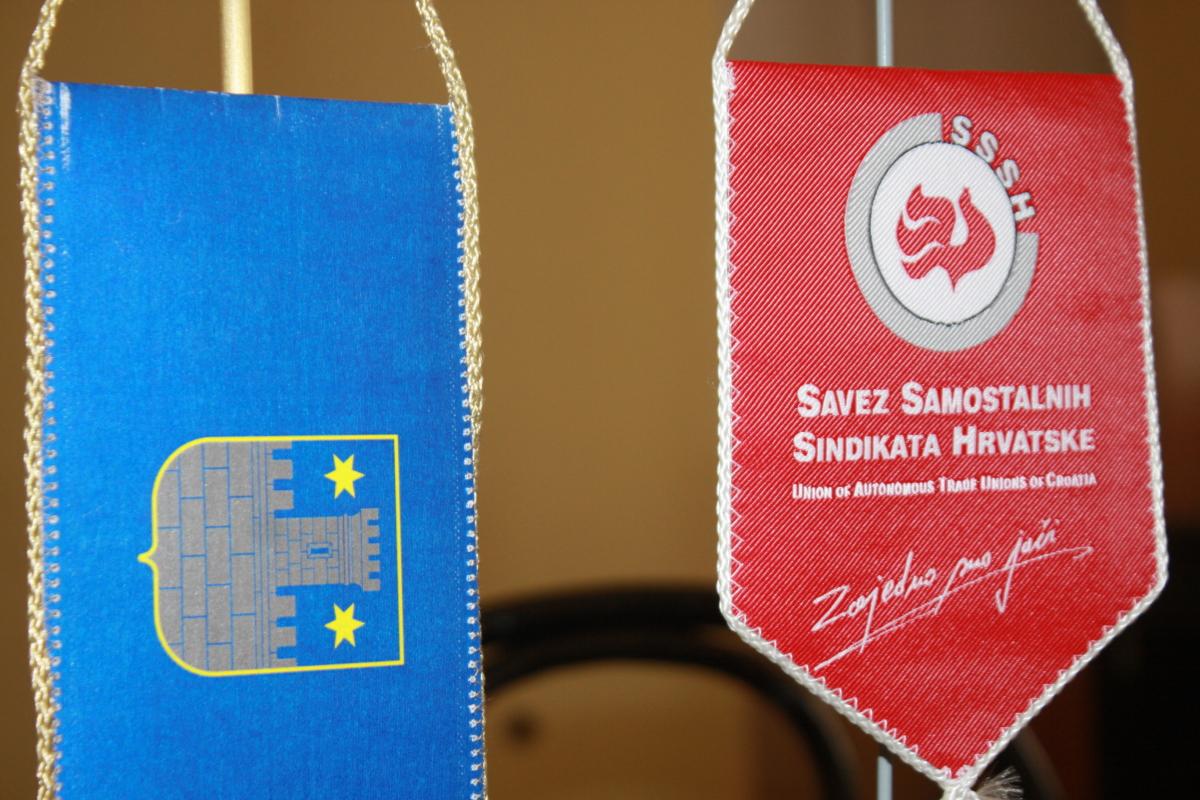 SSSH
SAVEZ SAMOSTALNIH
SINDIKATA HRVATSKE
UNION OF AUTONOMOUS TRADE UNIONS OF CROATIA
Zajedno smo jači